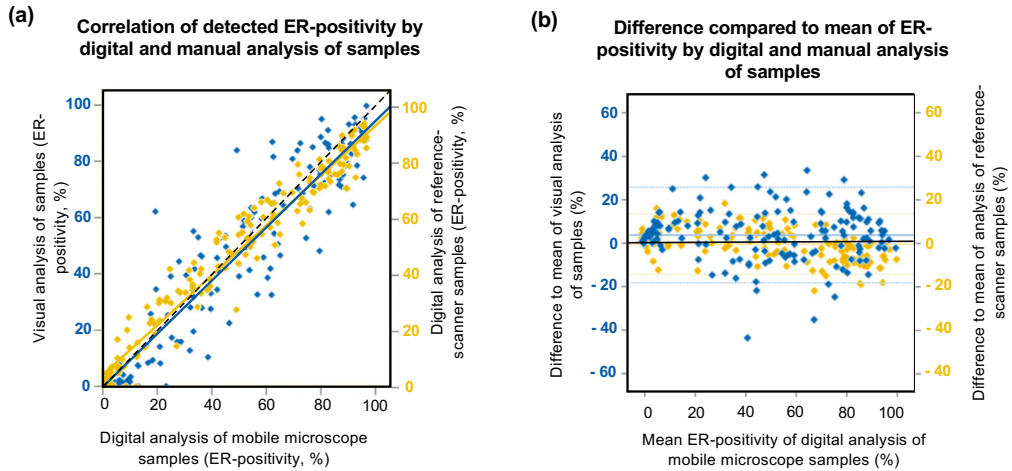 (a)
Correlation of detected ER-positivity by
digital and manual analysis of samples
Visual analysis of samples (ER-
positivity, %)
100
80
60
40
20
0
100
80
60
40
20
0
Digital analysis of reference-
scanner samples (ER-positivity, %)
0 20 40 60 80 100
Digital analysis of mobile microscope
samples (ER-positivity, %)
(b)
Difference compared to mean of ER-
positivity by digital and manual analysis
of samples
Difference to mean of visual analysis
of samples (%)
60
40
20
0
- 20
- 40
- 60
60
40
20
0
- 20
- 40
- 40
Difference to mean of analysis of reference-
scanner samples (%)
0 20 40 60 80 100
Mean ER-positivity of digital analysis of
mobile microscope samples (%)